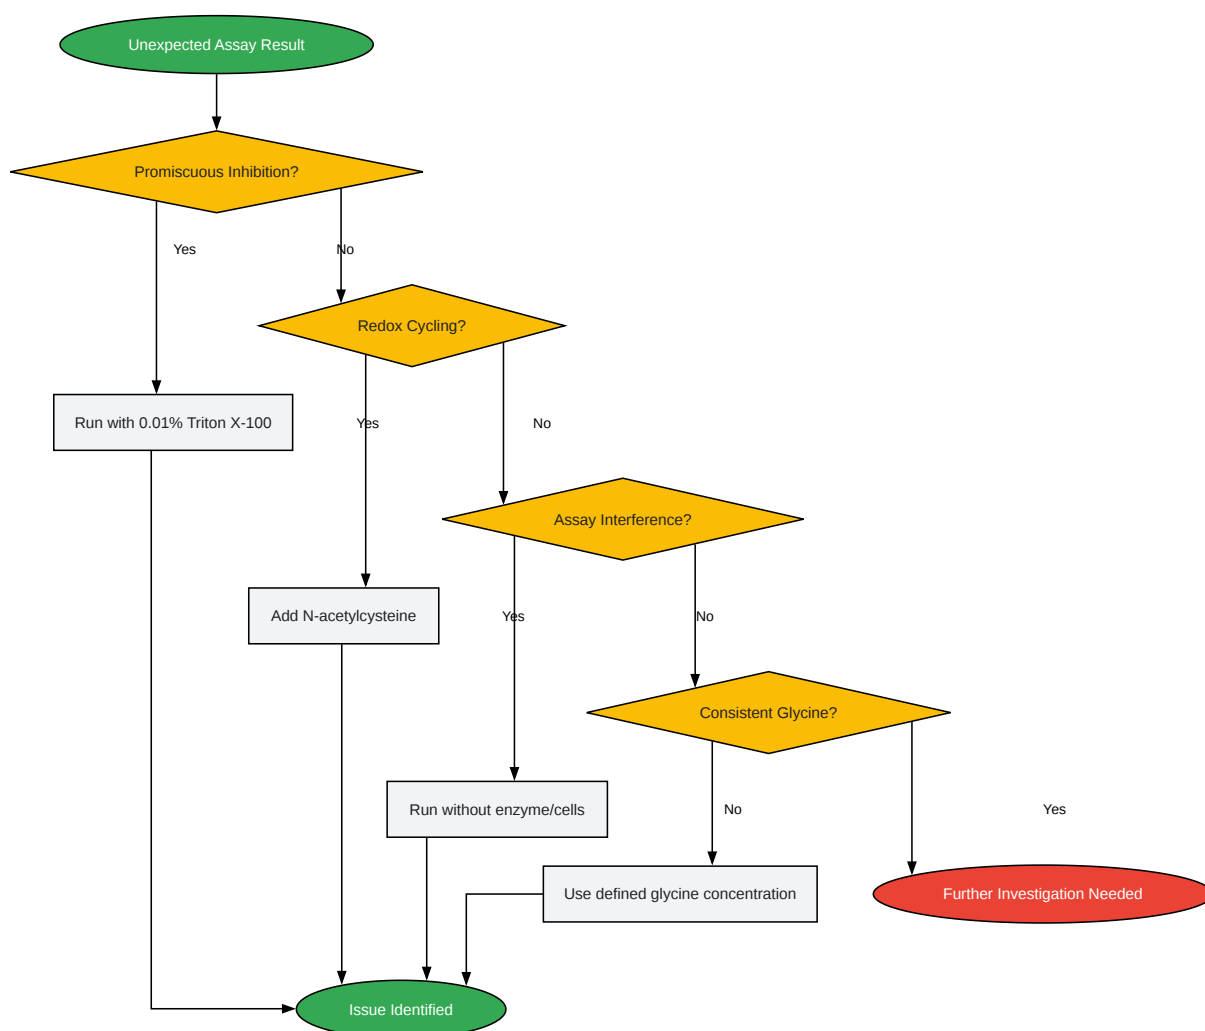 Unexpected Assay Result
Promiscuous Inhibition?
Yes
No
Redox Cycling?
Run with 0.01% Triton X-100
Yes
No
Assay Interference?
Add N-acetylcysteine
Yes
No
Consistent Glycine?
Run without enzyme/cells
No
Yes
Use defined glycine concentration
Further Investigation Needed
Issue Identified